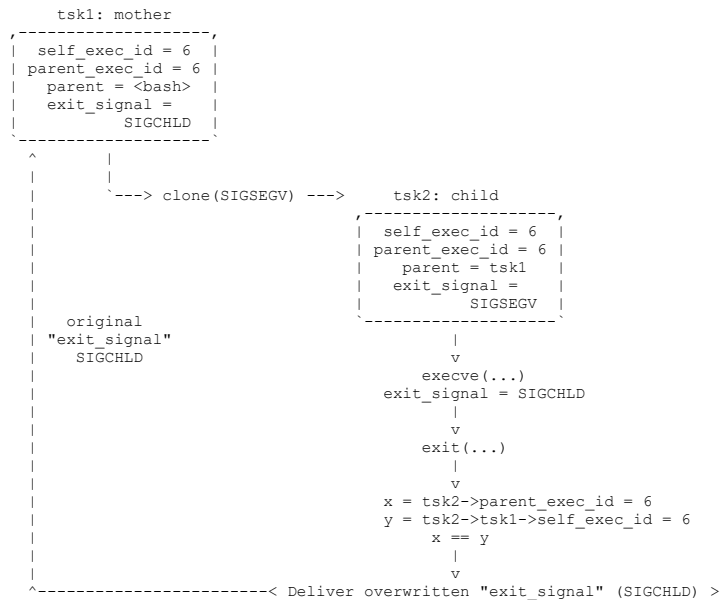 tsk1: mother
self_exec_id = 6
parent_exec_id = 6
parent = <bash>
exit_signal =
SIGCHLD
`---> clone(SIGSEGV) ---> tsk2: child
self_exec_id = 6
parent_exec_id = 6
parent = tsk1
exit_signal =
SIGSEGV
original
"exit_signal"
SIGCHLD
v
execve(...)
exit_signal = SIGCHLD
v
exit(...)
v
x = tsk2->parent_exec_id = 6
y = tsk2->tsk1->self_exec_id = 6
x == y
v
^------------------------< Deliver overwritten "exit_signal" (SIGCHLD) >